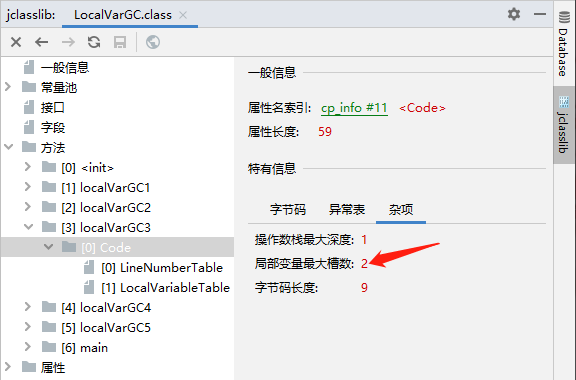 jclasslib: LocalVarGC.class
一般信息
常量池
接口
字段
方法
[0] <init>
[1] localVarGC1
[2] localVarGC2
[3] localVarGC3
[0] Code
[0] LineNumberTable
[1] LocalVariableTable
[4] localVarGC4
[5] localVarGC5
[6] main
属性
一般信息
属性名索引: cp_info #11 <Code>
属性长度: 59
特有信息
字节码 异常表 杂项
操作数栈最大深度: 1
局部变量最大槽数: 2
字节码长度: 9
Database
jclasslib